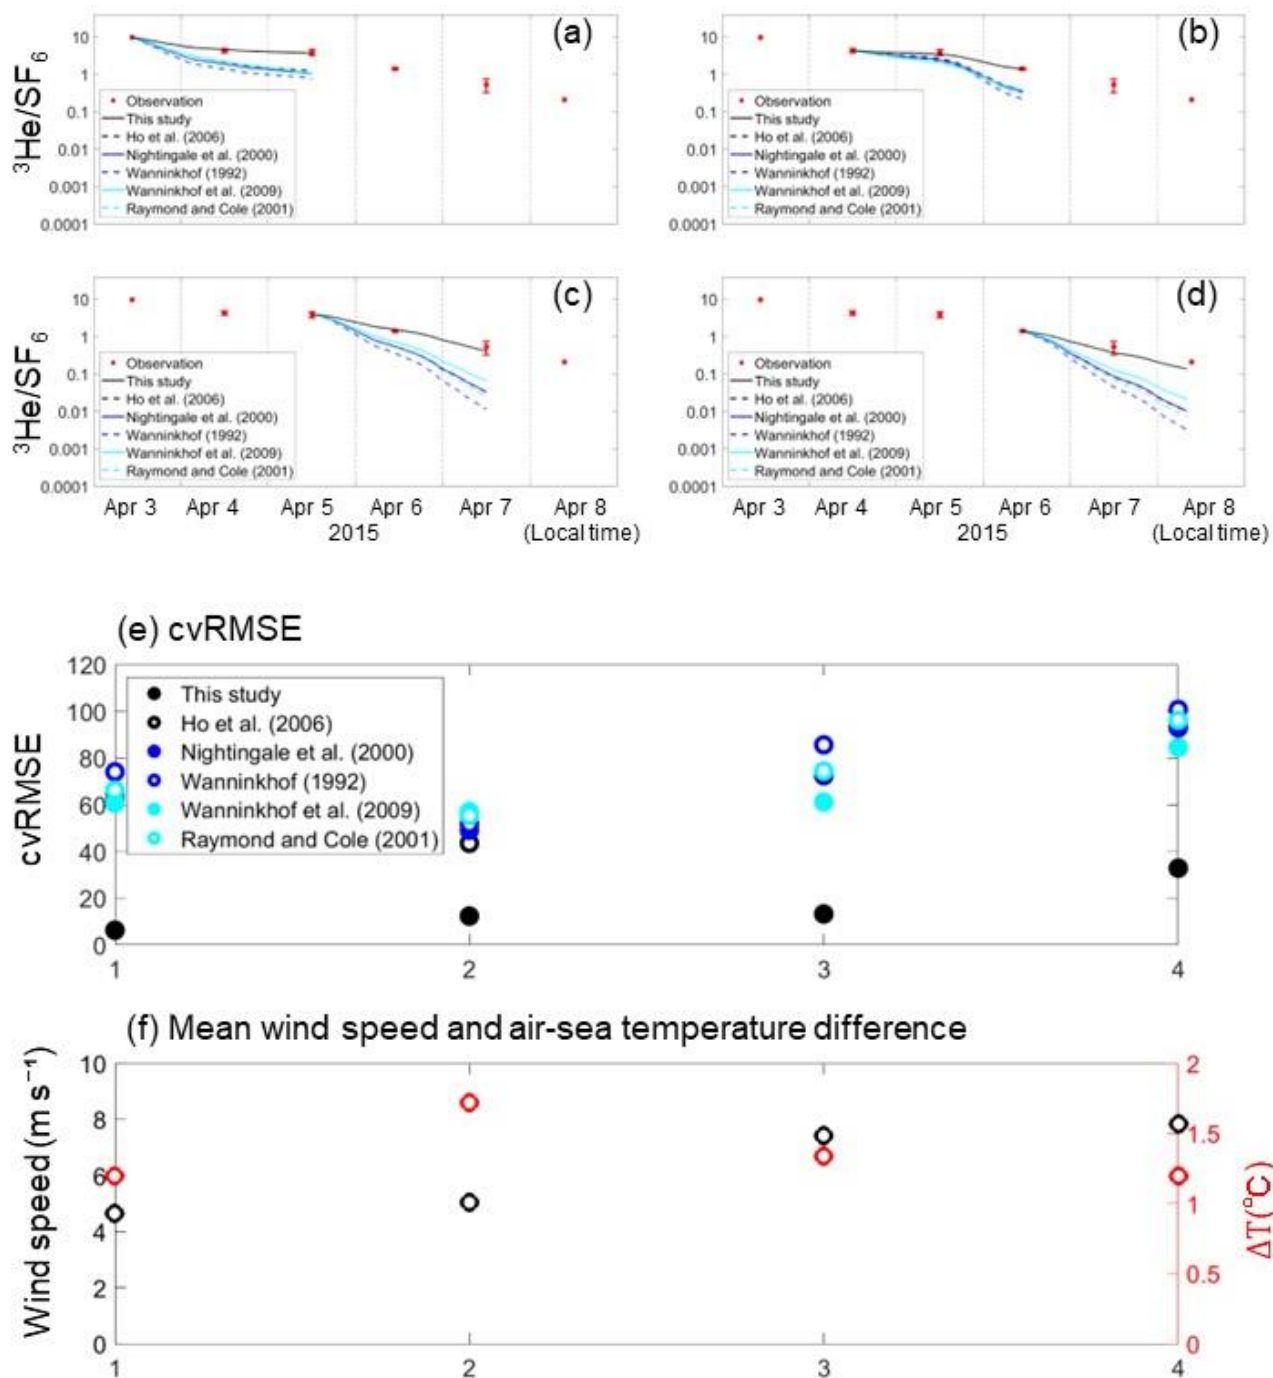 (a)
10
1
0.1
0.01
0.001
0.0001
³He/SF₆
Observation
This study
Ho et al. (2006)
Nightingale et al. (2000)
Wanninkhof (1992)
Wanninkhof et al. (2009)
Raymond and Cole (2001)
(b)
10
1
0.1
0.01
0.001
0.0001
Observation
This study
Ho et al. (2006)
Nightingale et al. (2000)
Wanninkhof (1992)
Wanninkhof et al. (2009)
Raymond and Cole (2001)
(c)
10
1
0.1
0.01
0.001
0.0001
³He/SF₆
Observation
This study
Ho et al. (2006)
Nightingale et al. (2000)
Wanninkhof (1992)
Wanninkhof et al. (2009)
Raymond and Cole (2001)
Apr 3 Apr 4 Apr 5 Apr 6 Apr 7 Apr 8
2015 (Local time)
(d)
10
1
0.1
0.01
0.001
0.0001
Observation
This study
Ho et al. (2006)
Nightingale et al. (2000)
Wanninkhof (1992)
Wanninkhof et al. (2009)
Raymond and Cole (2001)
Apr 3 Apr 4 Apr 5 Apr 6 Apr 7 Apr 8
2015 (Local time)
(e) cvRMSE
120
100
80
60
40
20
0
cvRMSE
This study
Ho et al. (2006)
Nightingale et al. (2000)
Wanninkhof (1992)
Wanninkhof et al. (2009)
Raymond and Cole (2001)
1 2 3 4
(f) Mean wind speed and air-sea temperature difference
10
8
6
4
2
0
Wind speed (m s⁻¹)
2
1.5
1
0.5
0
ΔT(°C)
1 2 3 4